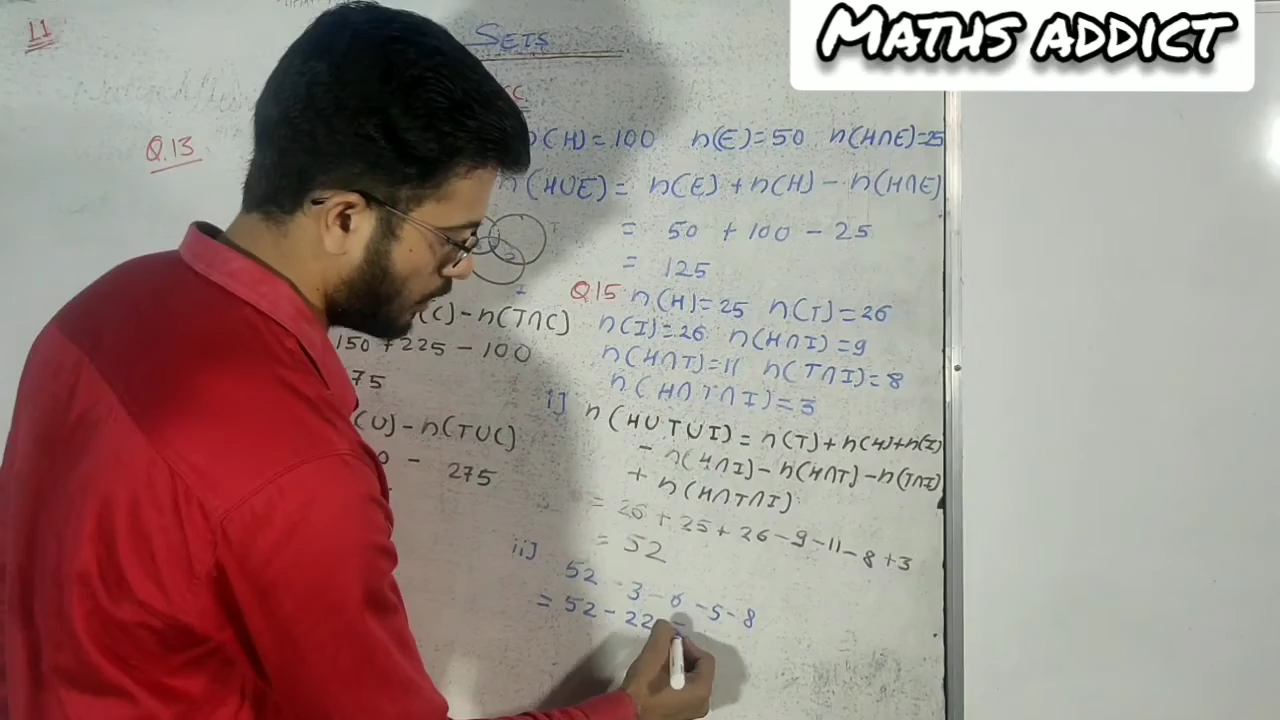 MATHS ADDICT
11
SETS
Q.13
(H)=100 n(E)=50 n(H∩E)=25
n(H∪E)= n(E)+n(H)-n(H∩E)
= 50 + 100 - 25
= 125
(C)-n(T∩C)
150+225-100
75
(U)-n(T∪C)
0 - 275
Q.15 n(H)=25 n(T)=26
n(I)=26 n(H∩I)=9
n(H∩T)=11 n(T∩I)=8
n(H∩T∩I)=3
i] n(H∪T∪I)=n(T)+n(H)+n(I)
- n(H∩I)-n(H∩T)-n(T∩I)
+ n(H∩T∩I)
= 26+25+26-9-11-8+3
= 52
ii] 52-3-6-5-8
= 52-22 =